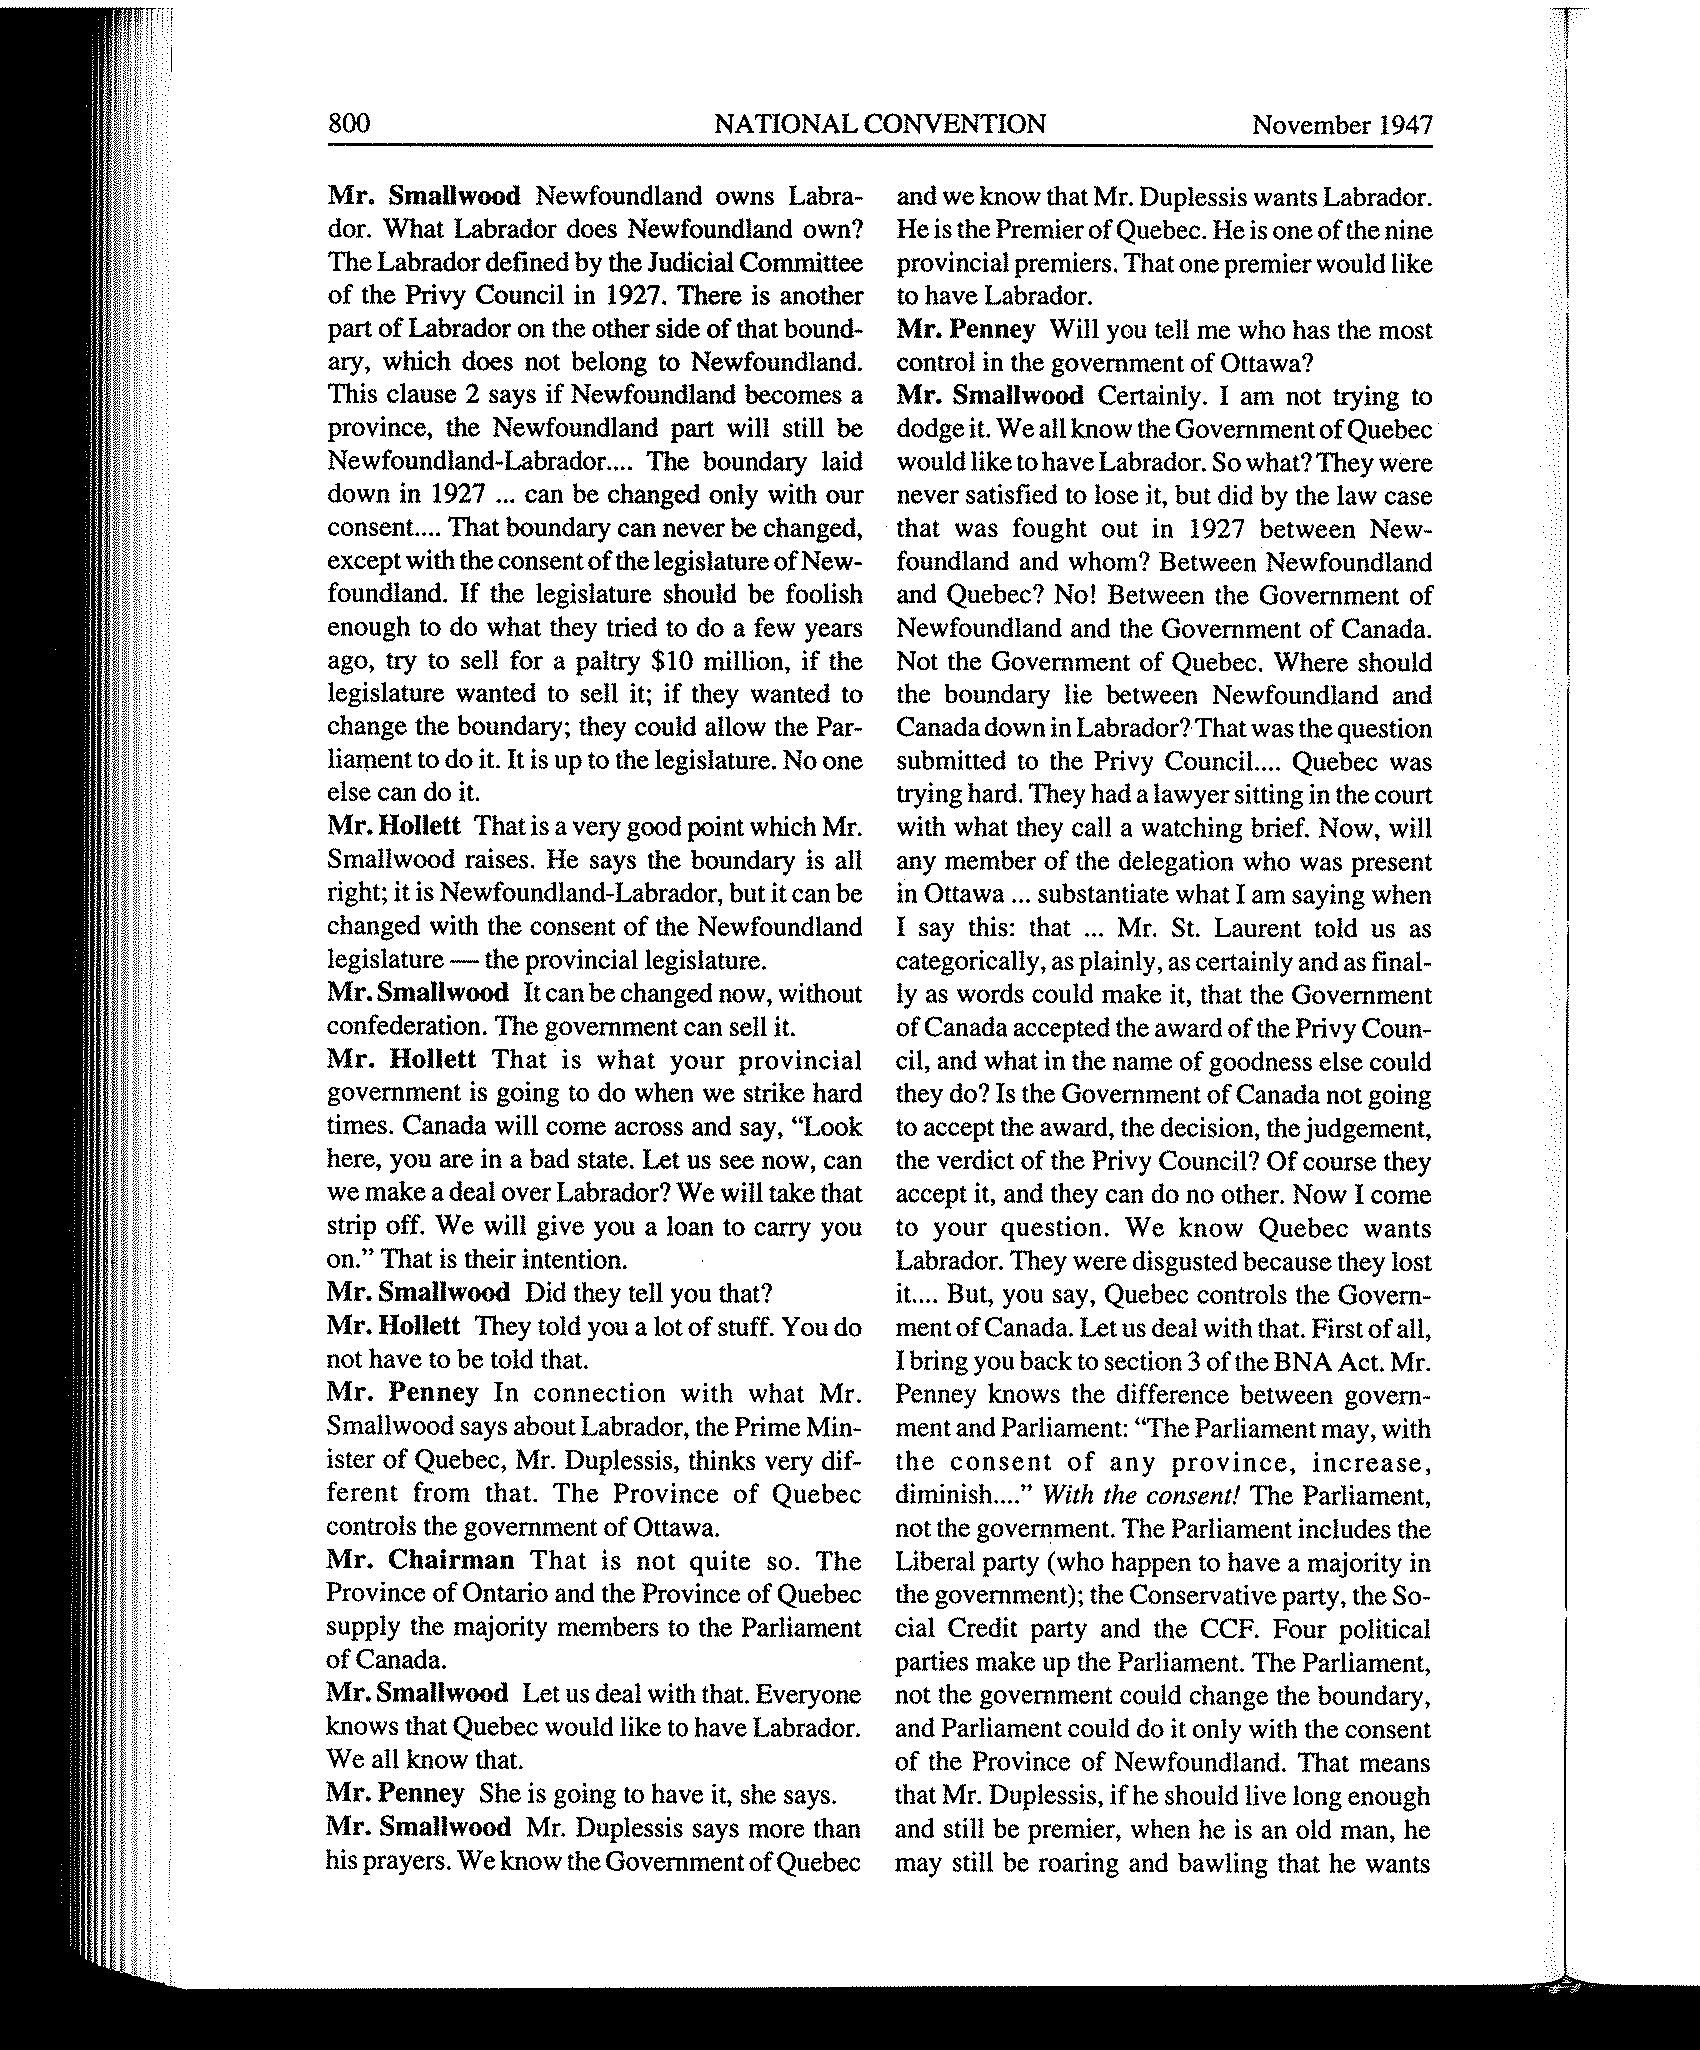 800 NATIONAL CONVENTION November 1947
Mr. Smallwood Newfoundland owns Labra-
dor. What Labrador does Newfoundland own?
The Labrador defined by the Judicial Committee
of the Privy Council in 1927. There is another
part of Labrador on the other side of that bound-
ary, which does not belong to Newfoundland.
This clause 2 says if Newfoundland becomes a
province, the Newfoundland part will still be
Newfoundland-Labrador.... The boundary laid
down in 1927 ... can be changed only with our
consent.... That boundary can never be changed,
except with the consent of the legislature of New-
foundland. If the legislature should be foolish
enough to do what they tried to do a few years
ago, try to sell for a paltry $10 million, if the
legislature wanted to sell it; if they wanted to
change the boundary; they could allow the Par-
liament to do it. It is up to the legislature. No one
else can do it.
Mr. Hollett That is a very good point which Mr.
Smallwood raises. He says the boundary is all
right; it is Newfoundland-Labrador, but it can be
changed with the consent of the Newfoundland
legislature — the provincial legislature.
Mr. Smallwood It can be changed now, without
confederation. The government can sell it.
Mr. Hollett That is what your provincial
government is going to do when we strike hard
times. Canada will come across and say, "Look
here, you are in a bad state. Let us see now, can
we make a deal over Labrador? We will take that
strip off. We will give you a loan to carry you
on." That is their intention.
Mr. Smallwood Did they tell you that?
Mr. Hollett They told you a lot of stuff. You do
not have to be told that.
Mr. Penney In connection with what Mr.
Smallwood says about Labrador, the Prime Min-
ister of Quebec, Mr. Duplessis, thinks very dif-
ferent from that. The Province of Quebec
controls the government of Ottawa.
Mr. Chairman That is not quite so. The
Province of Ontario and the Province of Quebec
supply the majority members to the Parliament
of Canada.
Mr. Smallwood Let us deal with that. Everyone
knows that Quebec would like to have Labrador.
We all know that.
Mr. Penney She is going to have it, she says.
Mr. Smallwood Mr. Duplessis says more than
his prayers. We know the Government of Quebec
and we know that Mr. Duplessis wants Labrador.
He is the Premier of Quebec. He is one of the nine
provincial premiers. That one premier would like
to have Labrador.
Mr. Penney Will you tell me who has the most
control in the government of Ottawa?
Mr. Smallwood Certainly. I am not trying to
dodge it. We all know the Government of Quebec
would like to have Labrador. So what? They were
never satisfied to lose it, but did by the law case
that was fought out in 1927 between New-
foundland and whom? Between Newfoundland
and Quebec? No! Between the Government of
Newfoundland and the Government of Canada.
Not the Government of Quebec. Where should
the boundary lie between Newfoundland and
Canada down in Labrador? That was the question
submitted to the Privy Council.... Quebec was
trying hard. They had a lawyer sitting in the court
with what they call a watching brief. Now, will
any member of the delegation who was present
in Ottawa ... substantiate what I am saying when
I say this: that ... Mr. St. Laurent told us as
categorically, as plainly, as certainly and as final-
ly as words could make it, that the Government
of Canada accepted the award of the Privy Coun-
cil, and what in the name of goodness else could
they do? Is the Government of Canada not going
to accept the award, the decision, the judgement,
the verdict of the Privy Council? Of course they
accept it, and they can do no other. Now I come
to your question. We know Quebec wants
Labrador. They were disgusted because they lost
it.... But, you say, Quebec controls the Govern-
ment of Canada. Let us deal with that. First of all,
I bring you back to section 3 of the BNA Act. Mr.
Penney knows the difference between govern-
ment and Parliament: "The Parliament may, with
the consent of any province, increase,
diminish...." With the consent! The Parliament,
not the government. The Parliament includes the
Liberal party (who happen to have a majority in
the government); the Conservative party, the So-
cial Credit party and the CCF. Four political
parties make up the Parliament. The Parliament,
not the government could change the boundary,
and Parliament could do it only with the consent
of the Province of Newfoundland. That means
that Mr. Duplessis, if he should live long enough
and still be premier, when he is an old man, he
may still be roaring and bawling that he wants